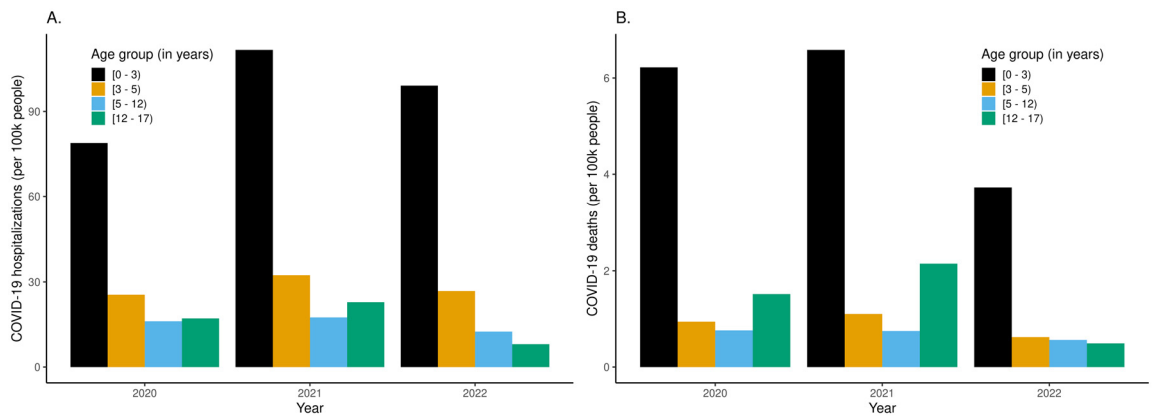 A.
Age group (in years)
[0 - 3)
[3 - 5)
[5 - 12)
[12 - 17)
COVID-19 hospitalizations (per 100k people)
90
60
30
0
2020
2021
2022
Year
B.
Age group (in years)
[0 - 3)
[3 - 5)
[5 - 12)
[12 - 17)
COVID-19 deaths (per 100k people)
6
4
2
0
2020
2021
2022
Year